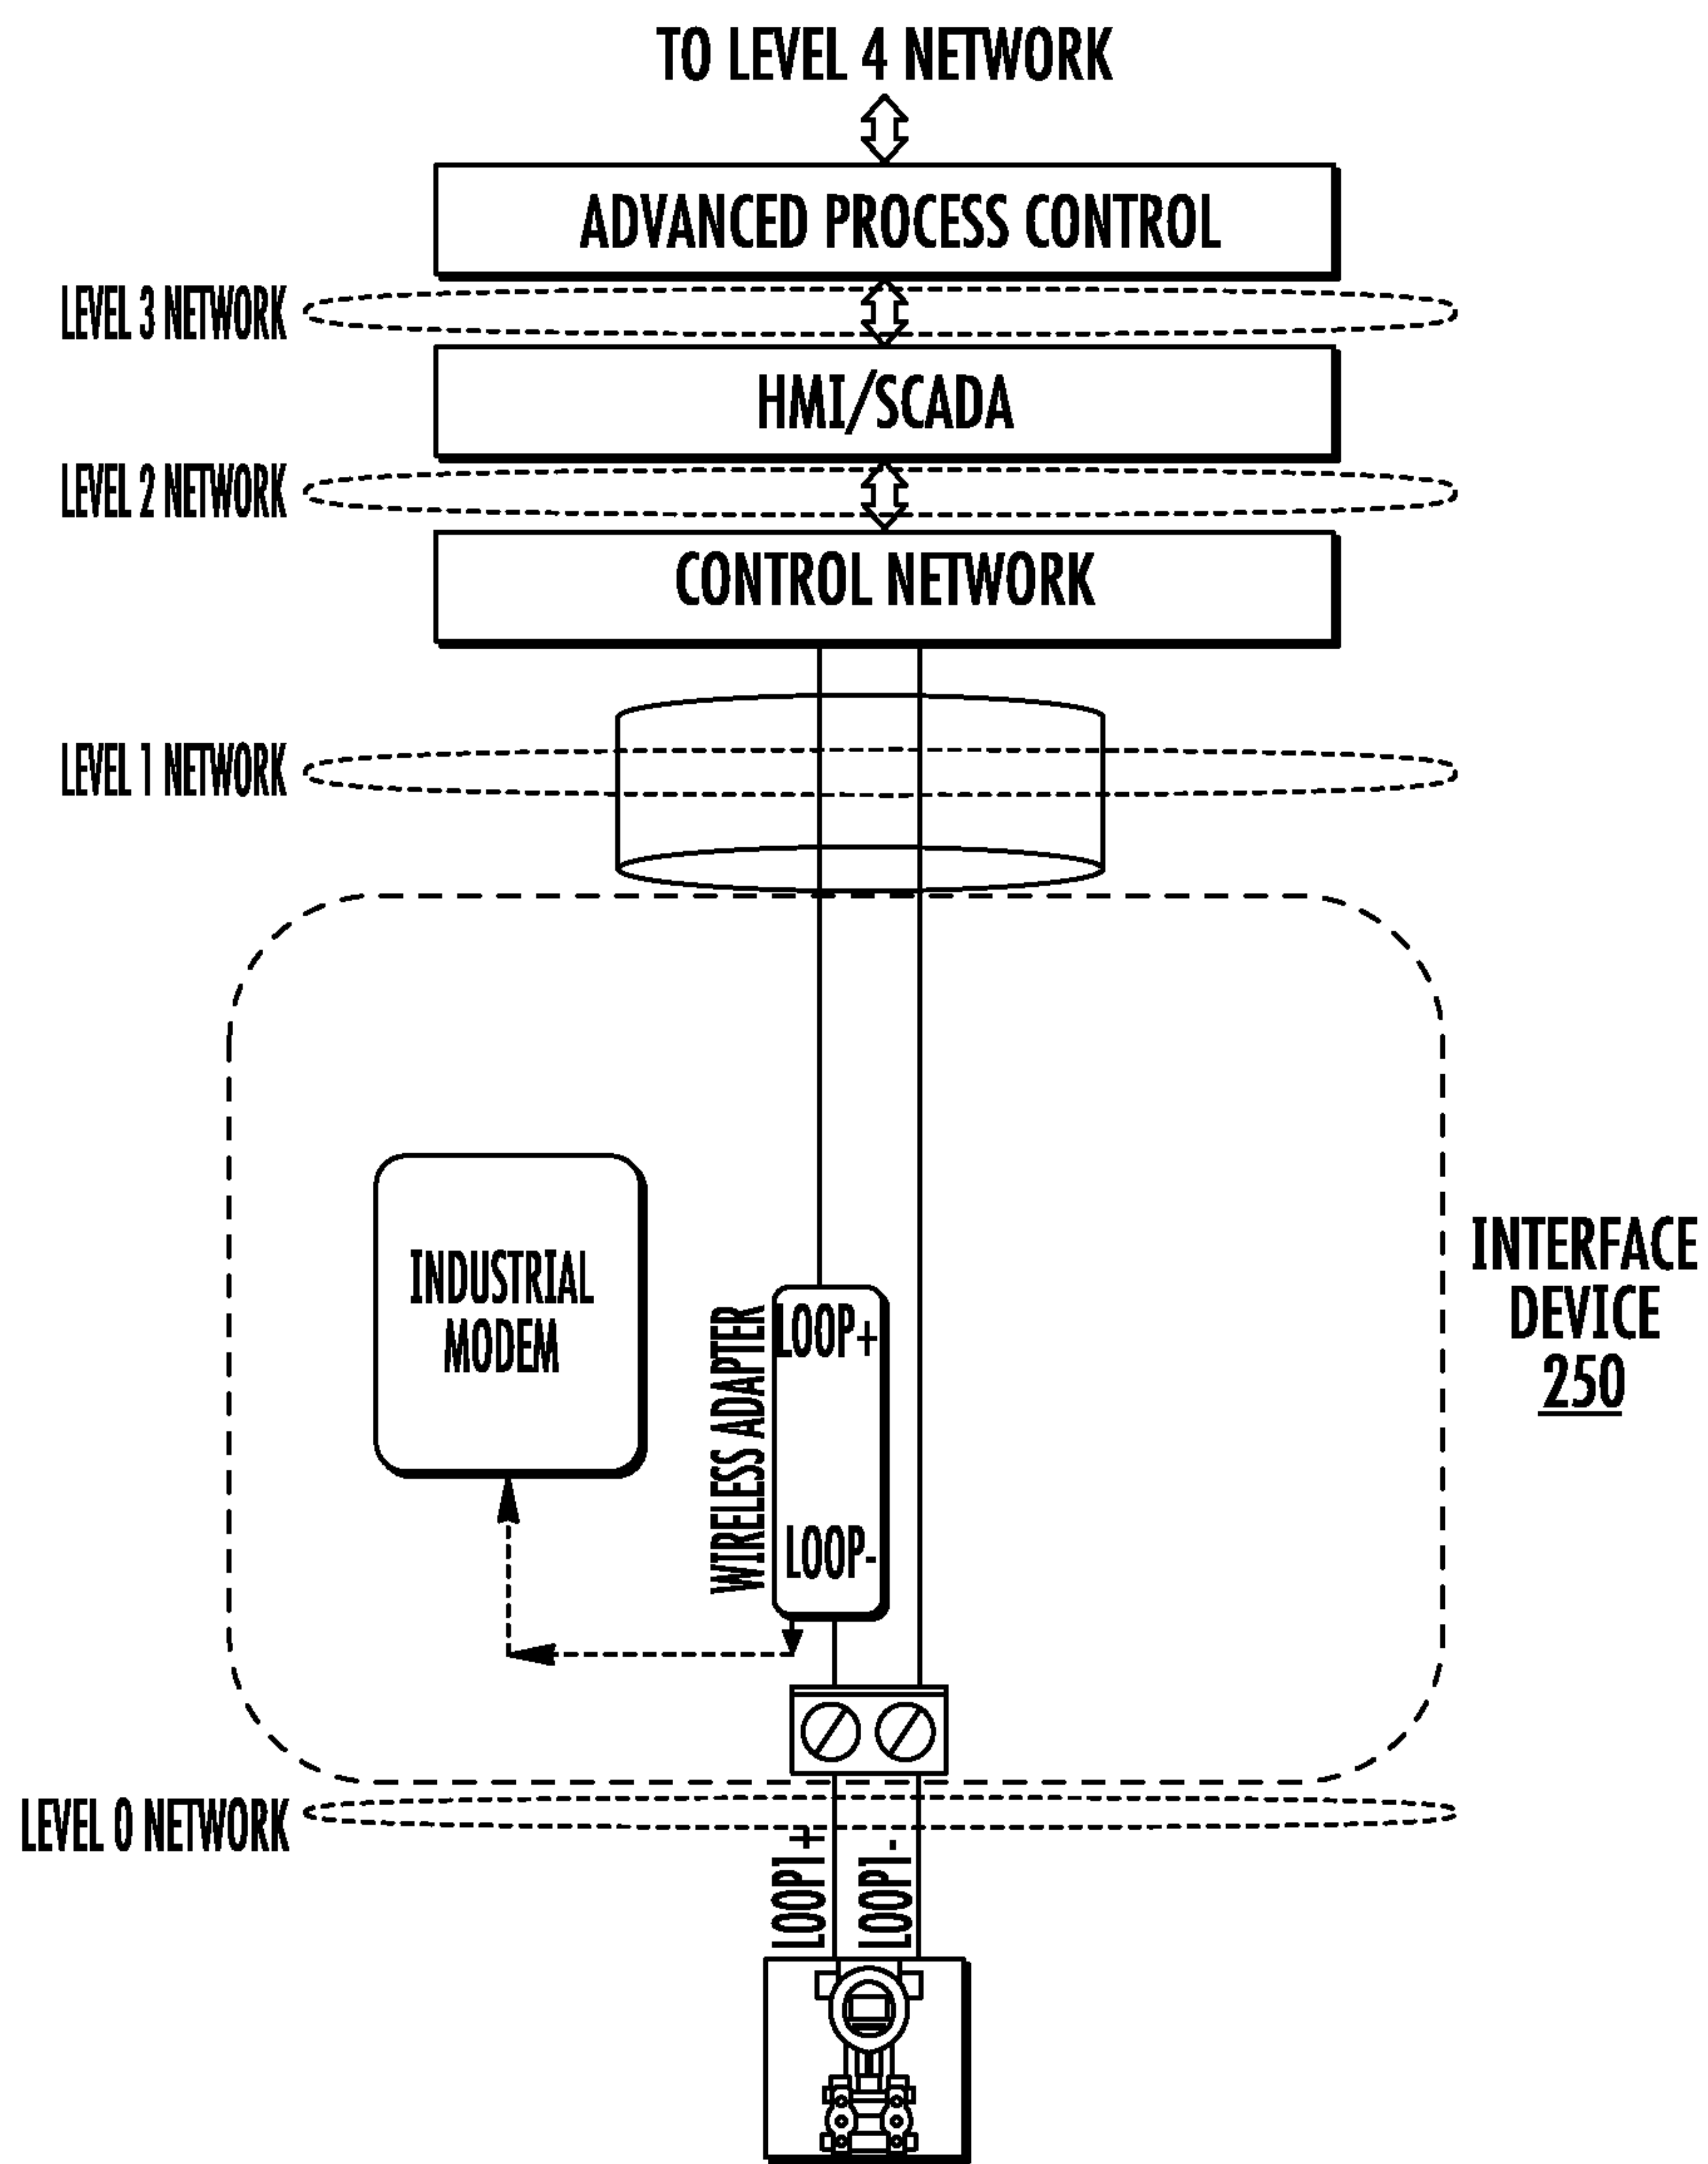 TO LEVEL 4 NETWORK
ADVANCED PROCESS CONTROL
LEVEL 3 NETWORK
HMI/SCADA
LEVEL 2 NETWORK
CONTROL NETWORK
LEVEL 1 NETWORK
INDUSTRIAL
MODEM
WIRELESS ADAPTER
LOOP+
LOOP-
INTERFACE
DEVICE
250
LEVEL 0 NETWORK
LOOP1+
LOOP1-